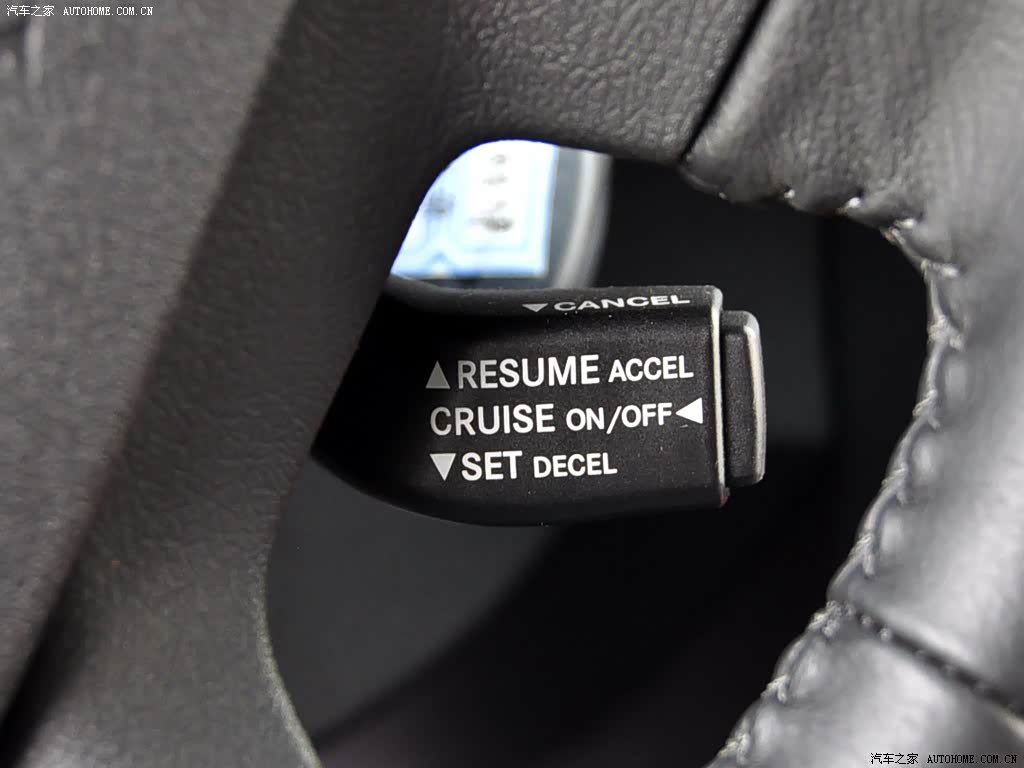 汽车之家 AUTOHOME.COM.CN
▼CANCEL
▲RESUME ACCEL
CRUISE ON/OFF◀
▼SET DECEL
汽车之家 AUTOHOME.COM.CN